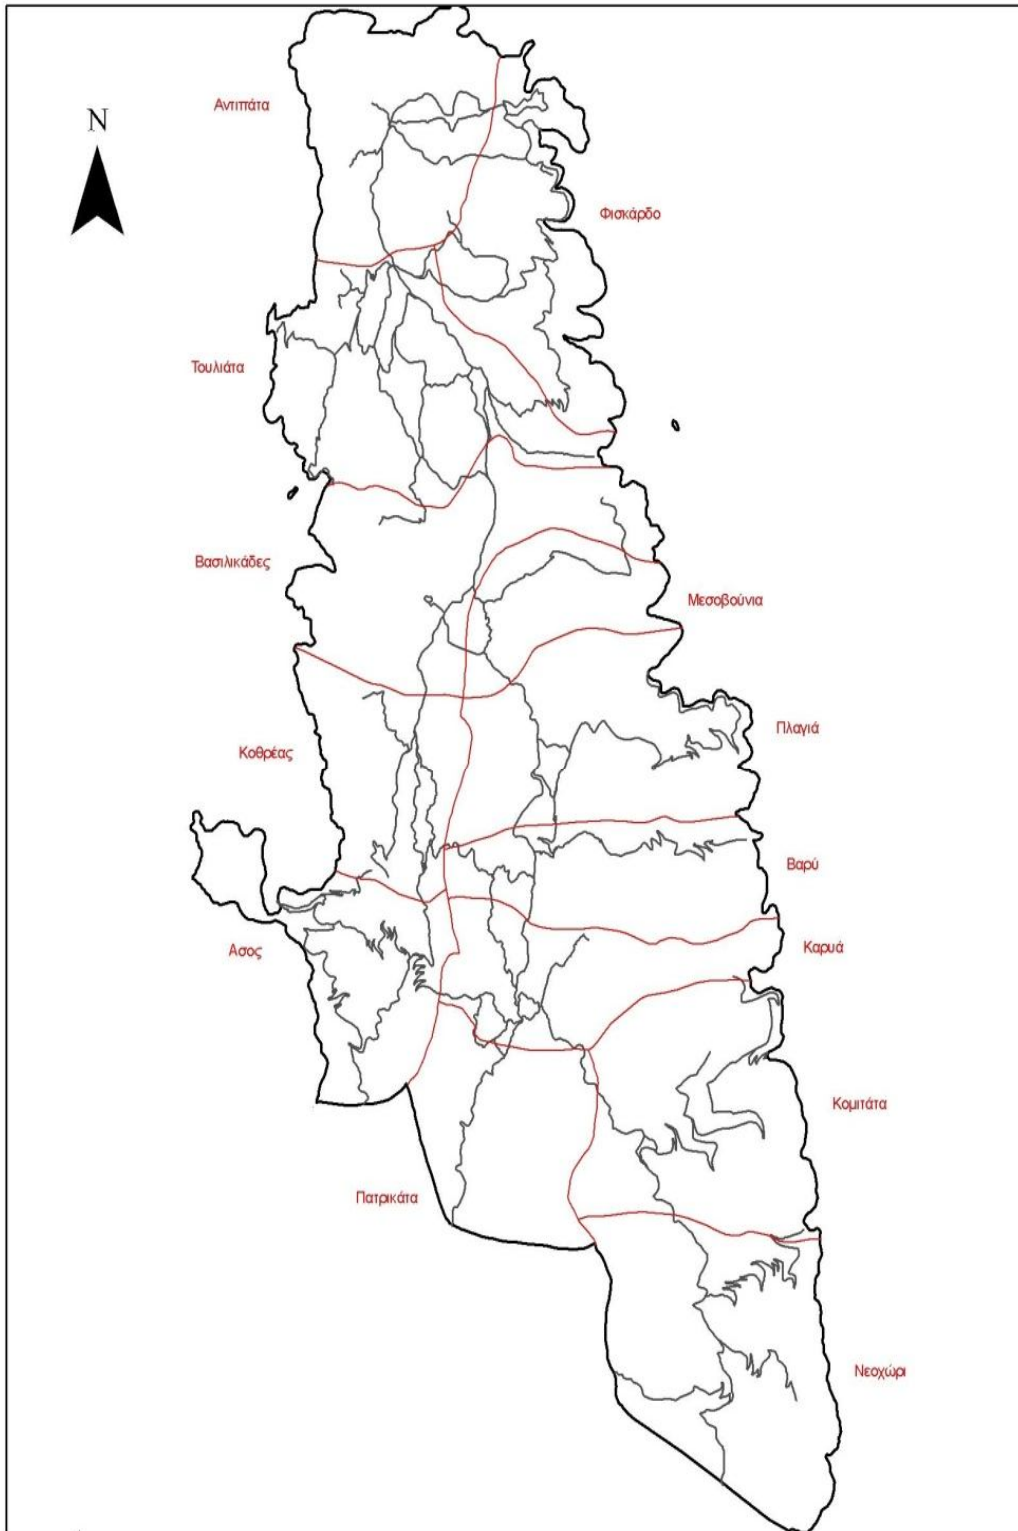 Αντιπάτα
N
Φισκάρδο
Τουλιάτα
Βασιλικάδες
Μεσοβούνια
Πλαγιά
Κοθρέας
Βαρύ
Ασος
Καρυά
Κομιτάτα
Πατρικάτα
Νεοχώρι